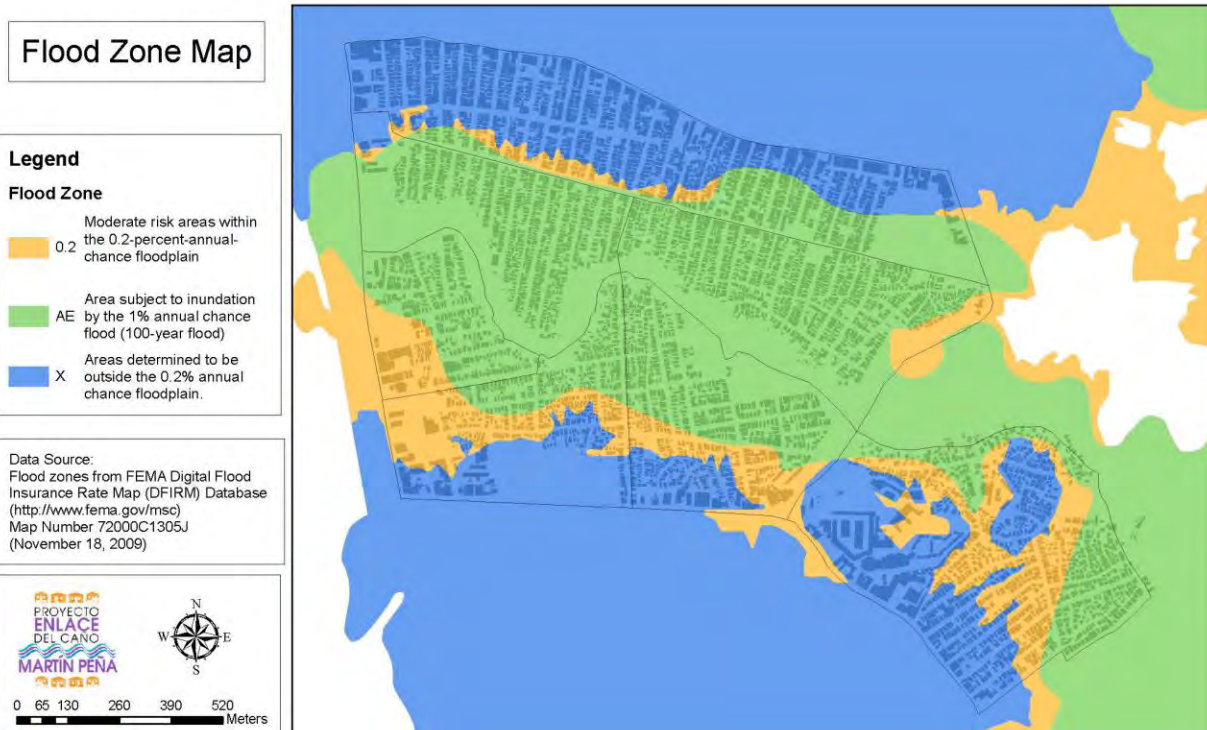 Flood Zone Map
Legend
Flood Zone
0.2
Moderate risk areas within
the 0.2-percent-annual-
chance floodplain
AE
Area subject to inundation
by the 1% annual chance
flood (100-year flood)
X
Areas determined to be
outside the 0.2% annual
chance floodplain.
Data Source:
Flood zones from FEMA Digital Flood
Insurance Rate Map (DFIRM) Database
(http://www.fema.gov/msc)
Map Number 72000C1305J
(November 18, 2009)
PROYECTO
ENLACE
DEL CAÑO
MARTÍN PEÑA
N
W E
S
0 65 130 260 390 520
Meters